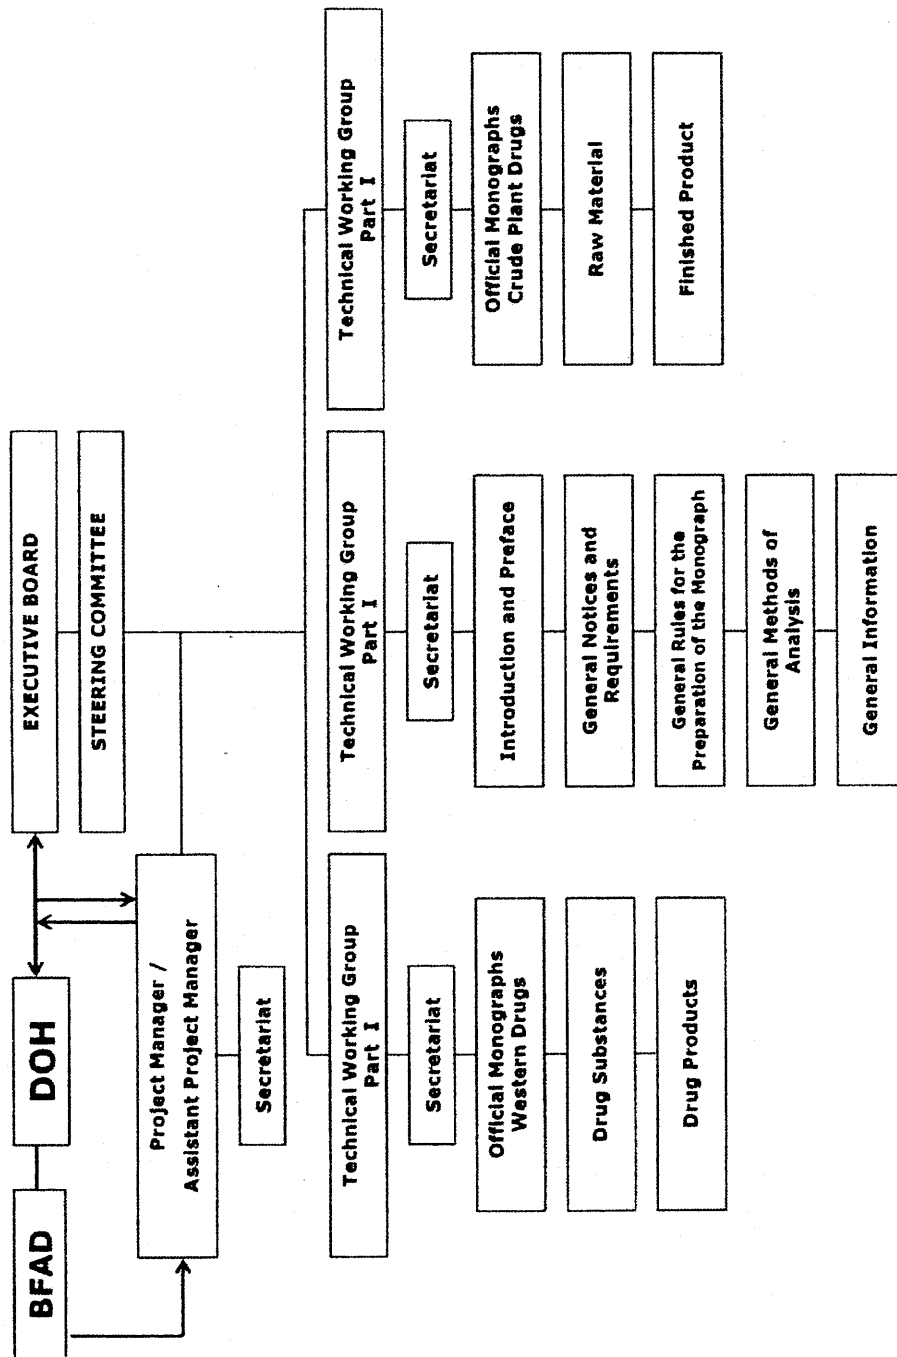 BFAD
DOH
EXECUTIVE BOARD
STEERING COMMITTEE
Project Manager /
Assistant Project Manager
Secretariat
Technical Working Group
Part I
Secretariat
Official Monographs
Western Drugs
Drug Substances
Drug Products
Technical Working Group
Part I
Secretariat
Introduction and Preface
General Notices and
Requirements
General Rules for the
Preparation of the Monograph
General Methods of
Analysis
General Information
Technical Working Group
Part I
Secretariat
Official Monographs
Crude Plant Drugs
Raw Material
Finished Product